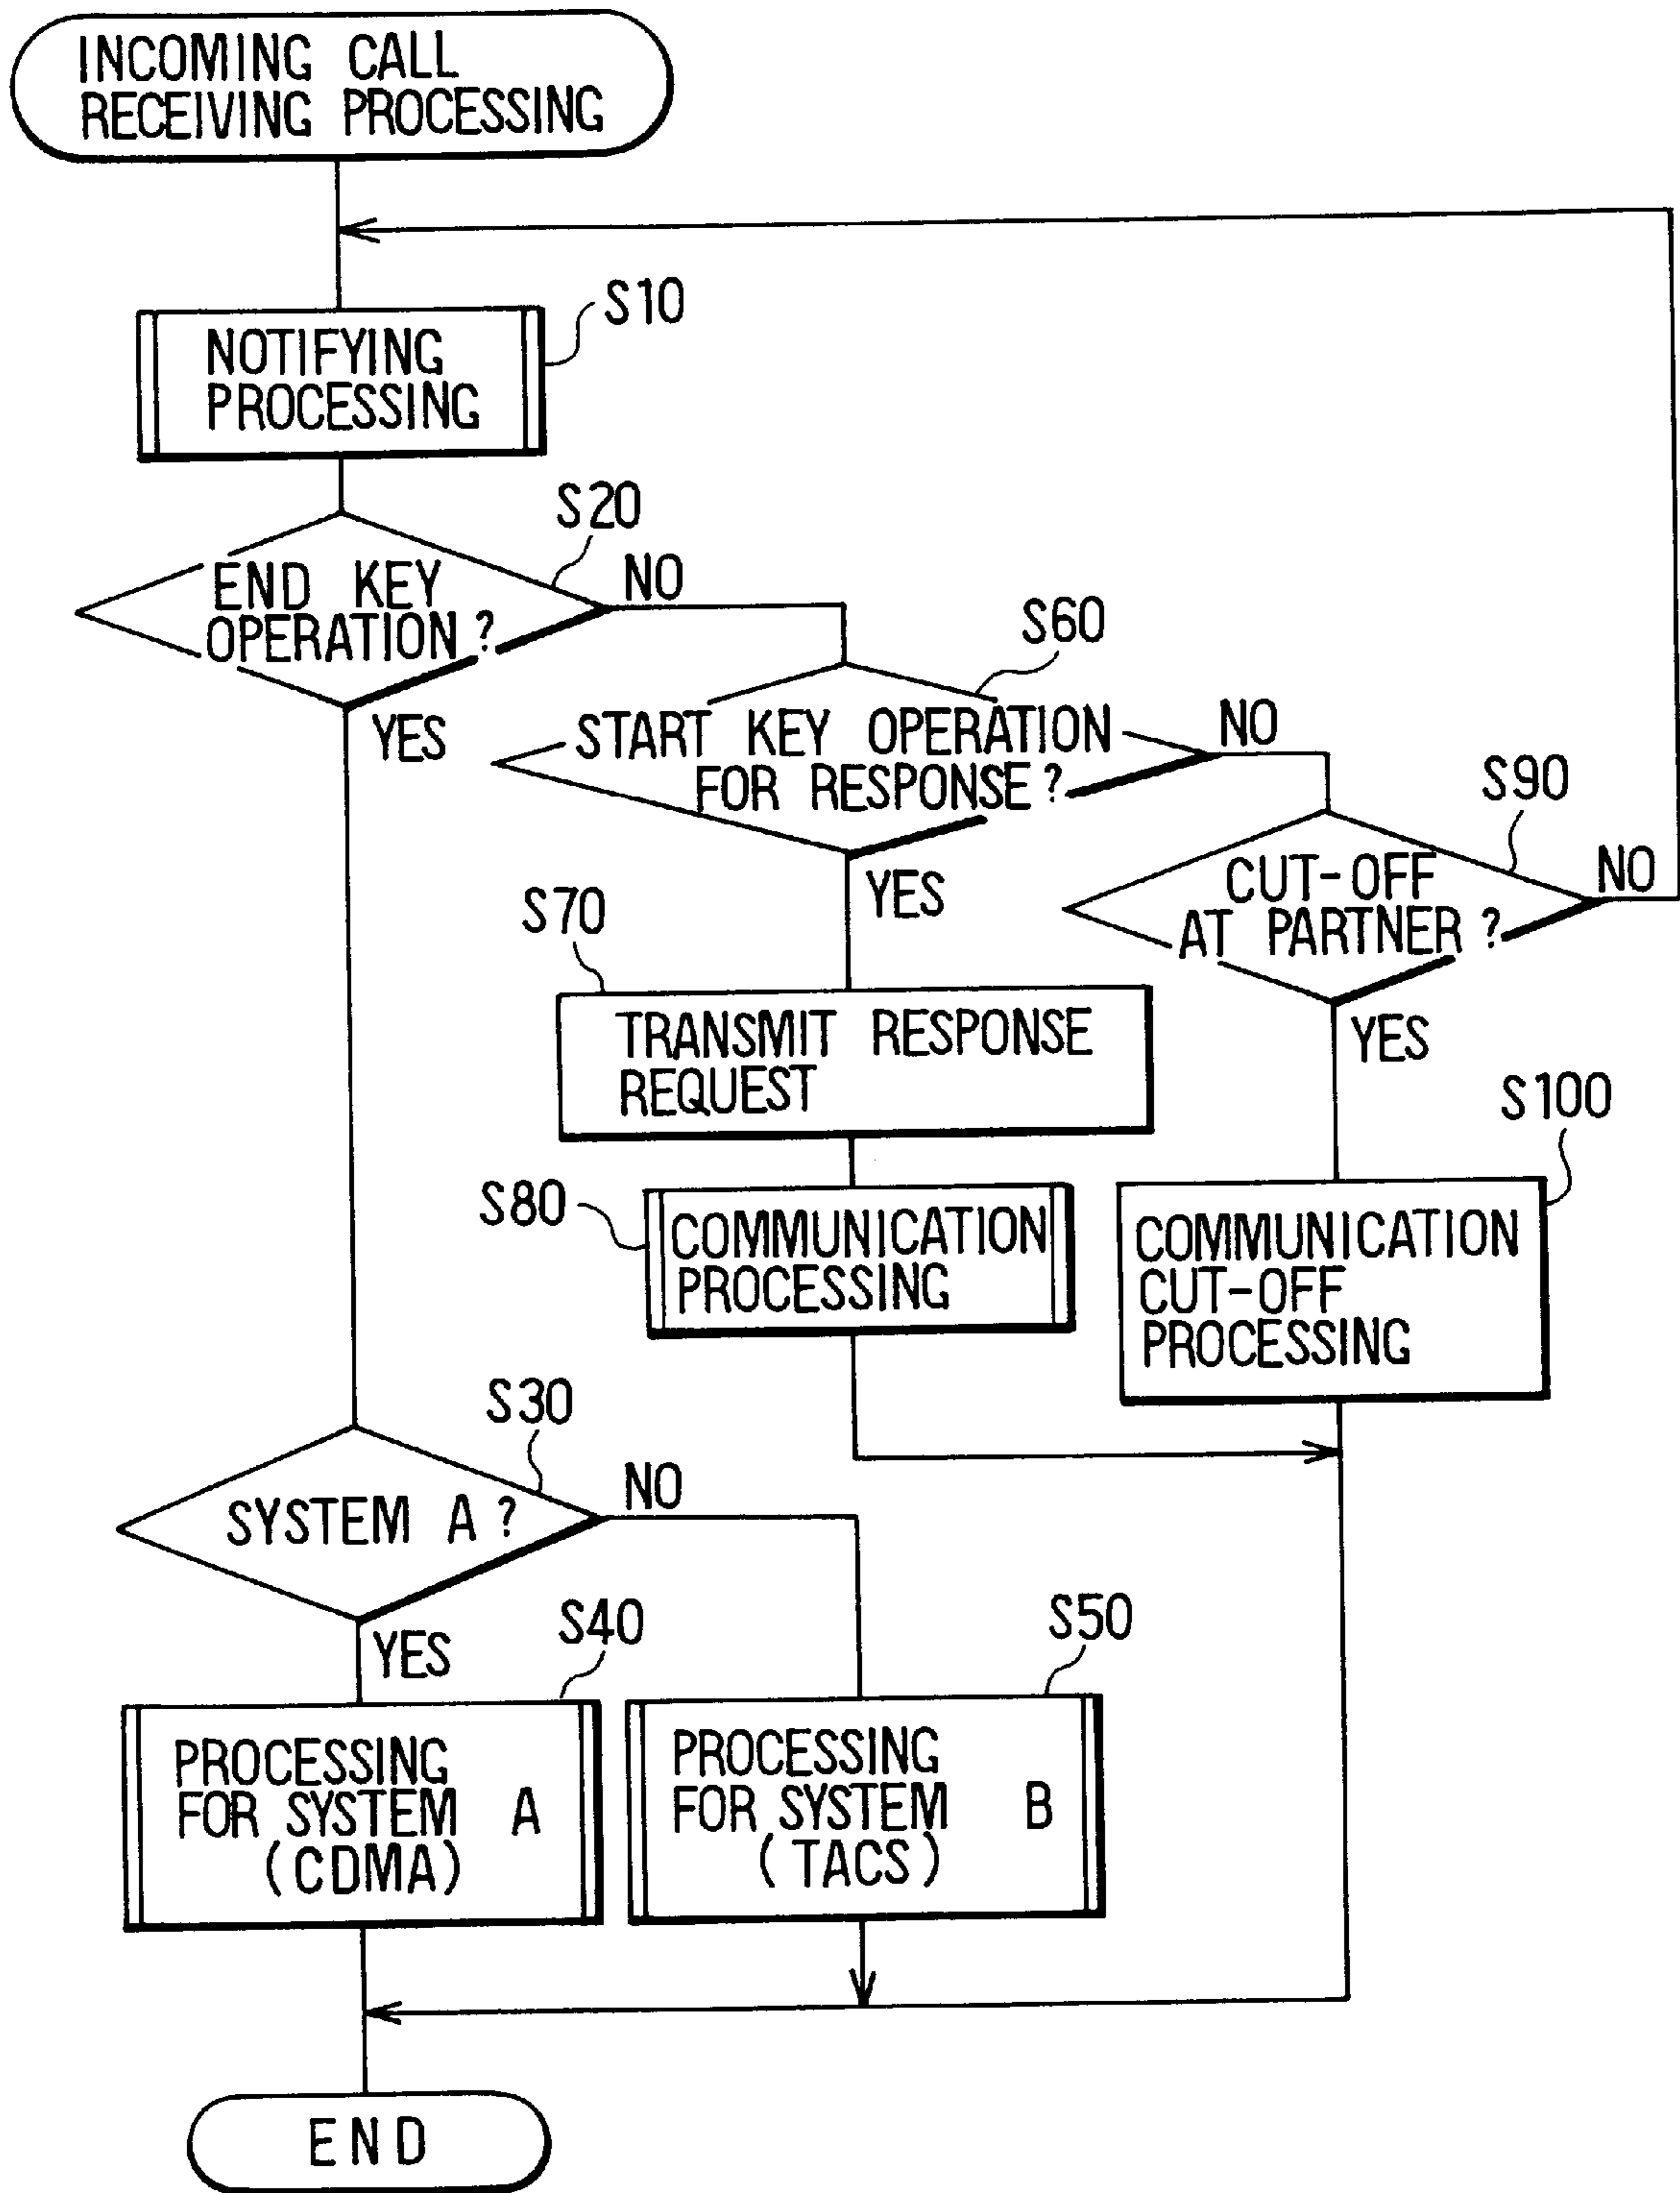 INCOMING CALL
RECEIVING PROCESSING
S10
NOTIFYING
PROCESSING
S20
END KEY
OPERATION?
NO
YES
S60
START KEY OPERATION
FOR RESPONSE?
NO
YES
S90
CUT-OFF
AT PARTNER?
NO
YES
S70
TRANSMIT RESPONSE
REQUEST
S80
COMMUNICATION
PROCESSING
S100
COMMUNICATION
CUT-OFF
PROCESSING
S30
SYSTEM A?
NO
YES
S40
PROCESSING
FOR SYSTEM A
(CDMA)
S50
PROCESSING
FOR SYSTEM B
(TACS)
END